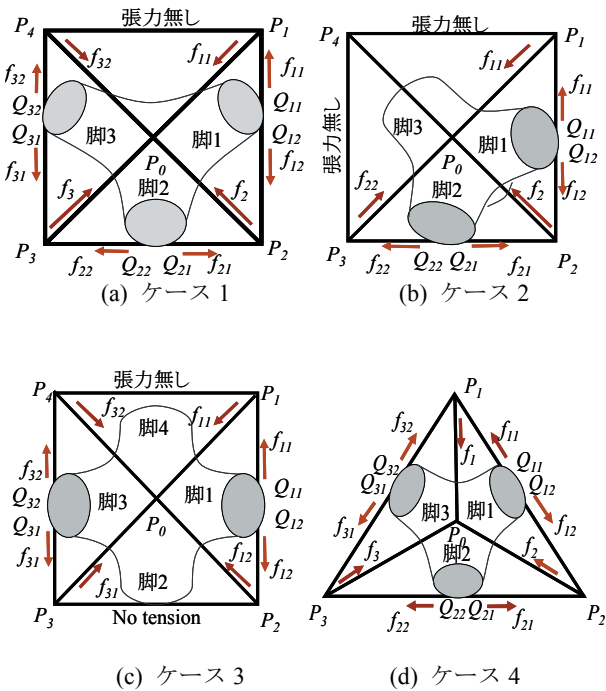 張力無し
P4
P1
f32
f11
f32
f11
Q32
Q11
Q31
脚3
脚1
Q12
f31
P0
f12
f3
脚2
f2
P3
P2
f22
Q22
Q21
f21
(a) ケース1
張力無し
P4
P1
f11
f11
張力無し
脚3
Q11
脚1
Q12
P0
f22
脚2
f2
f12
P3
P2
f22
Q22
Q21
f21
(b) ケース2
張力無し
P4
P1
f32
脚4
f11
f32
f11
Q32
脚3
脚1
Q11
Q31
Q12
P0
f31
f31
f12
f12
脚2
P3
No tension
P2
(c) ケース3
P1
f32
f1
f11
Q32
Q11
Q31
Q12
脚3
脚1
f31
P0
f12
f3
脚2
f2
P3
P2
f22
Q22
Q21
f21
(d) ケース4